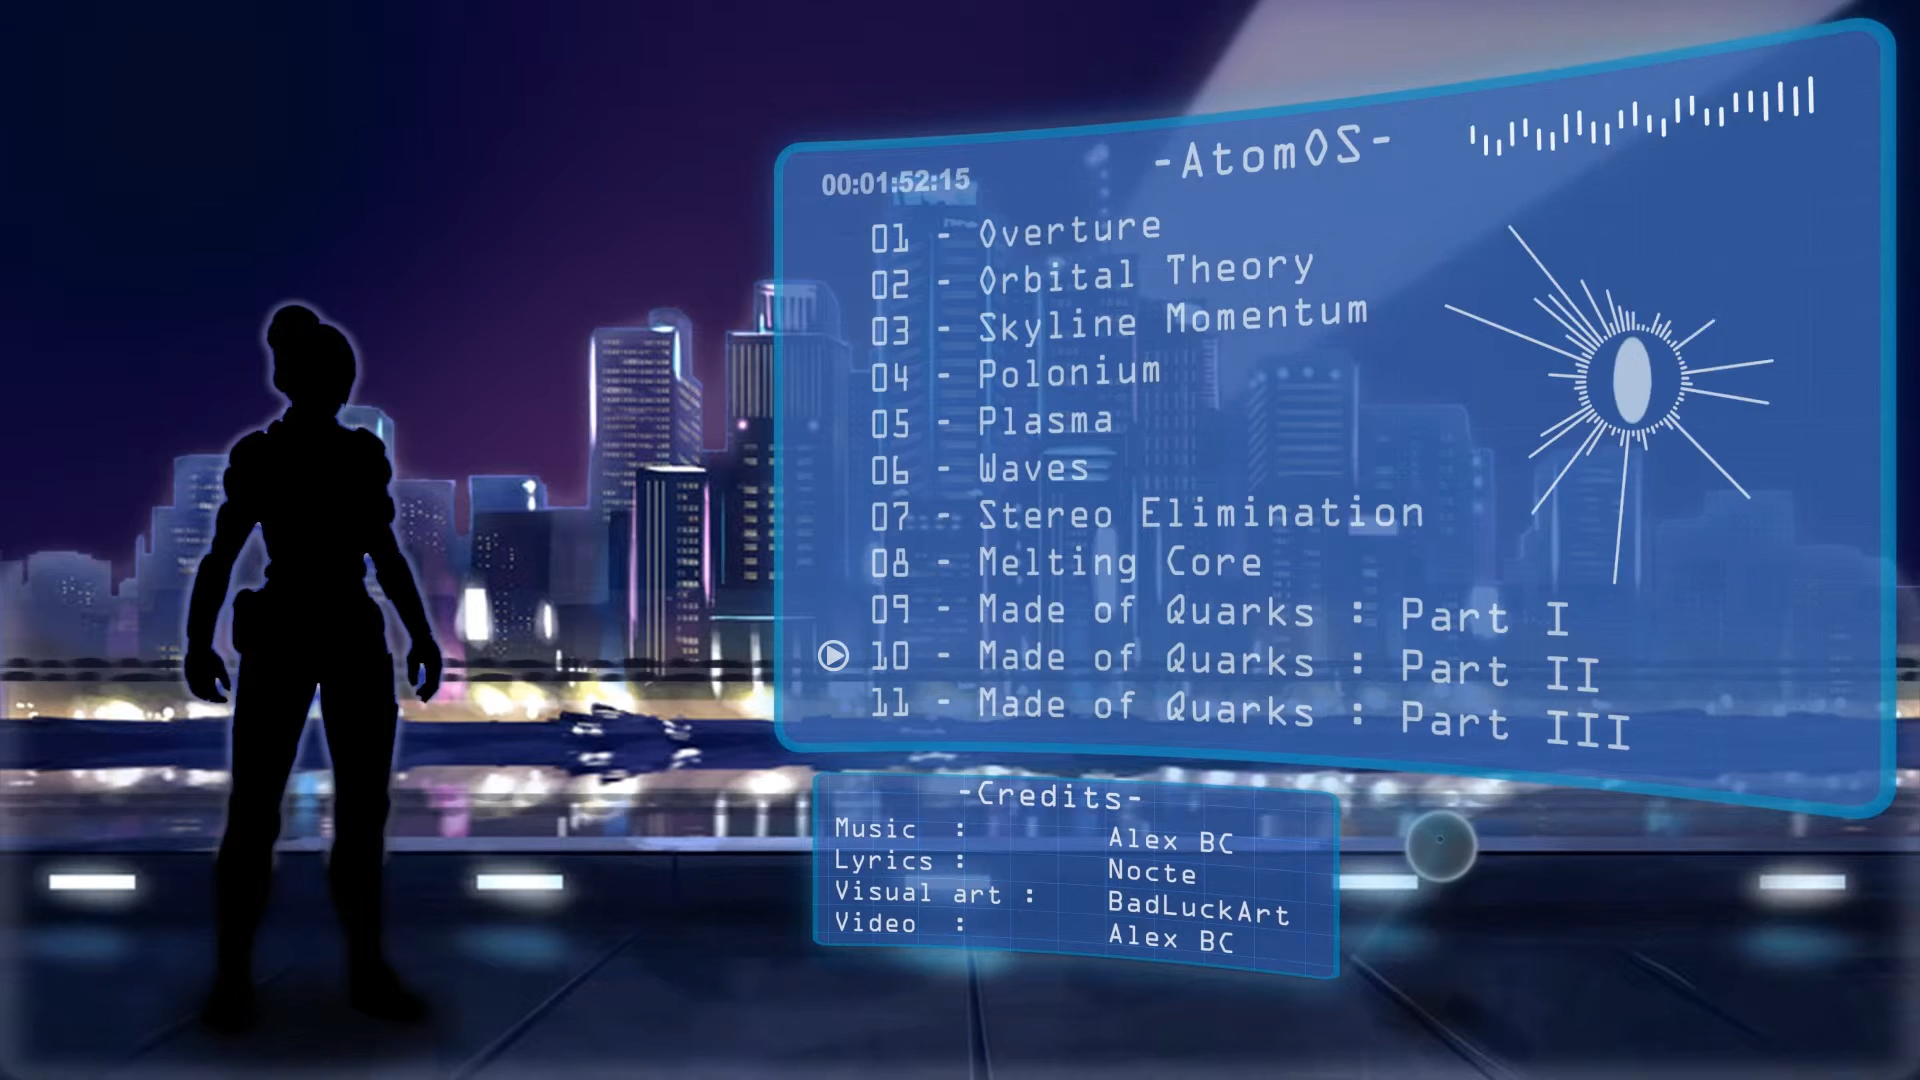 -AtomOS-
00:01:52:15
01 - Overture
02 - Orbital Theory
03 - Skyline Momentum
04 - Polonium
05 - Plasma
06 - Waves
07 - Stereo Elimination
08 - Melting Core
09 - Made of Quarks : Part I
10 - Made of Quarks : Part II
11 - Made of Quarks : Part III
-Credits-
Music : Alex BC
Lyrics : Nocte
Visual art : BadLuckArt
Video : Alex BC